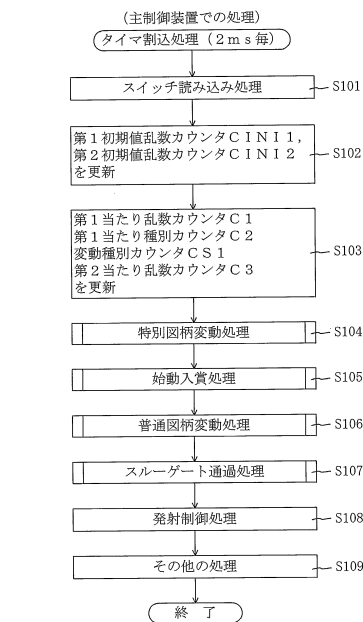 （主制御装置での処理）
タイマ割込処理（２ｍｓ毎）
スイッチ読み込み処理
S101
第１初期値乱数カウンタＣＩＮＩ１，
第２初期値乱数カウンタＣＩＮＩ２
を更新
S102
第１当たり乱数カウンタＣ１
第１当たり種別カウンタＣ２
変動種別カウンタＣＳ１
第２当たり乱数カウンタＣ３
を更新
S103
特別図柄変動処理
S104
始動入賞処理
S105
普通図柄変動処理
S106
スルーゲート通過処理
S107
発射制御処理
S108
その他の処理
S109
終　了